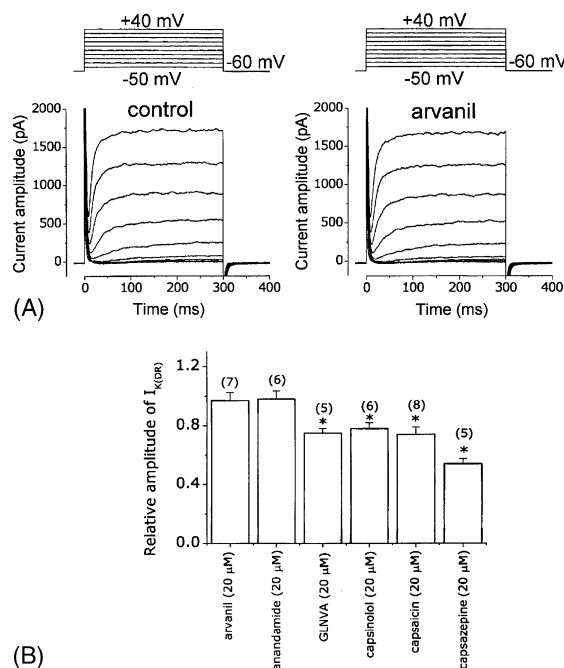 +40 mV
-60 mV
-50 mV
control
Current amplitude (pA)
2000
1500
1000
500
0
0 100 200 300 400
Time (ms)
(A)
+40 mV
-60 mV
-50 mV
arvanil
Current amplitude (pA)
2000
1500
1000
500
0
0 100 200 300 400
Time (ms)
Relative amplitude of I K(DR)
1.2
0.8
0.4
0.0
(7)
(6)
(5)
*
(6)
*
(8)
*
(5)
*
arvanil (20 μM)
anandamide (20 μM)
GLNVA (20 μM)
capsinolol (20 μM)
capsaicin (20 μM)
capsazepine (20 μM)
(B)